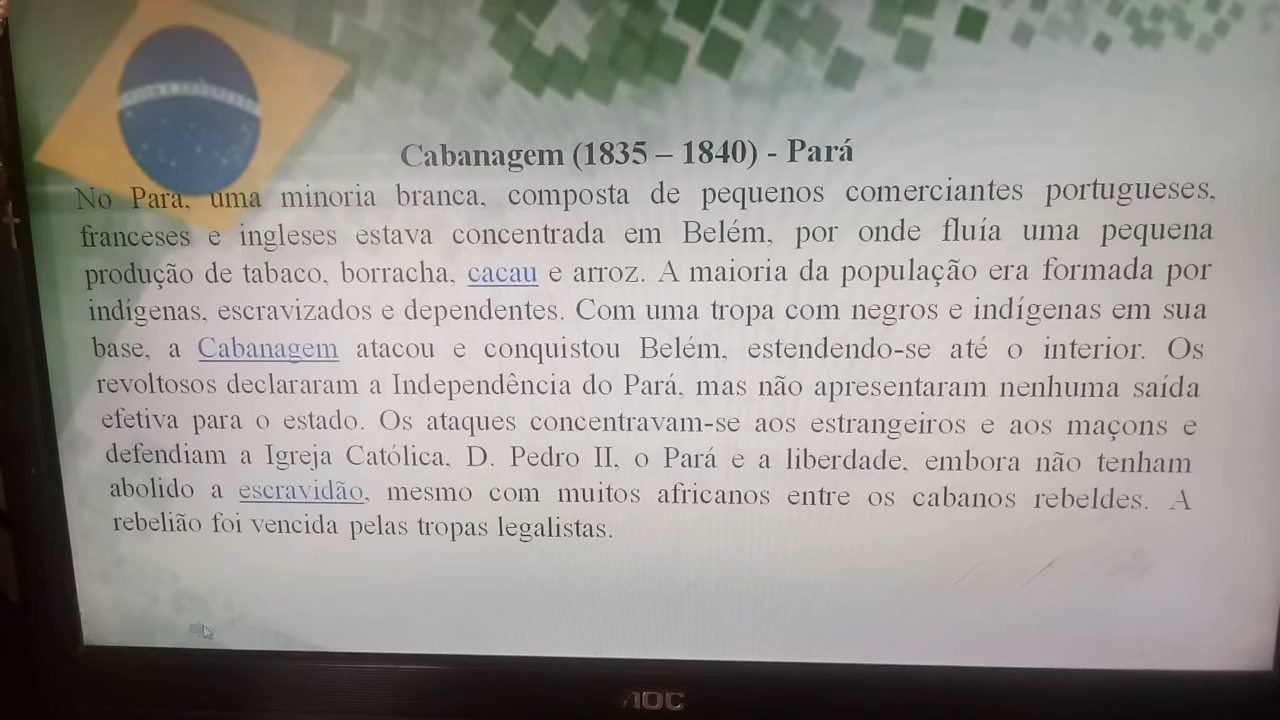 Cabanagem (1835 – 1840) - Pará
No Pará, uma minoria branca, composta de pequenos comerciantes portugueses,
franceses e ingleses estava concentrada em Belém, por onde fluía uma pequena
produção de tabaco, borracha, cacau e arroz. A maioria da população era formada por
indígenas, escravizados e dependentes. Com uma tropa com negros e indígenas em sua
base, a Cabanagem atacou e conquistou Belém, estendendo-se até o interior. Os
revoltosos declararam a Independência do Pará, mas não apresentaram nenhuma saída
efetiva para o estado. Os ataques concentravam-se aos estrangeiros e aos maçons e
defendiam a Igreja Católica, D. Pedro II, o Pará e a liberdade, embora não tenham
abolido a escravidão, mesmo com muitos africanos entre os cabanos rebeldes. A
rebelião foi vencida pelas tropas legalistas.
AOC